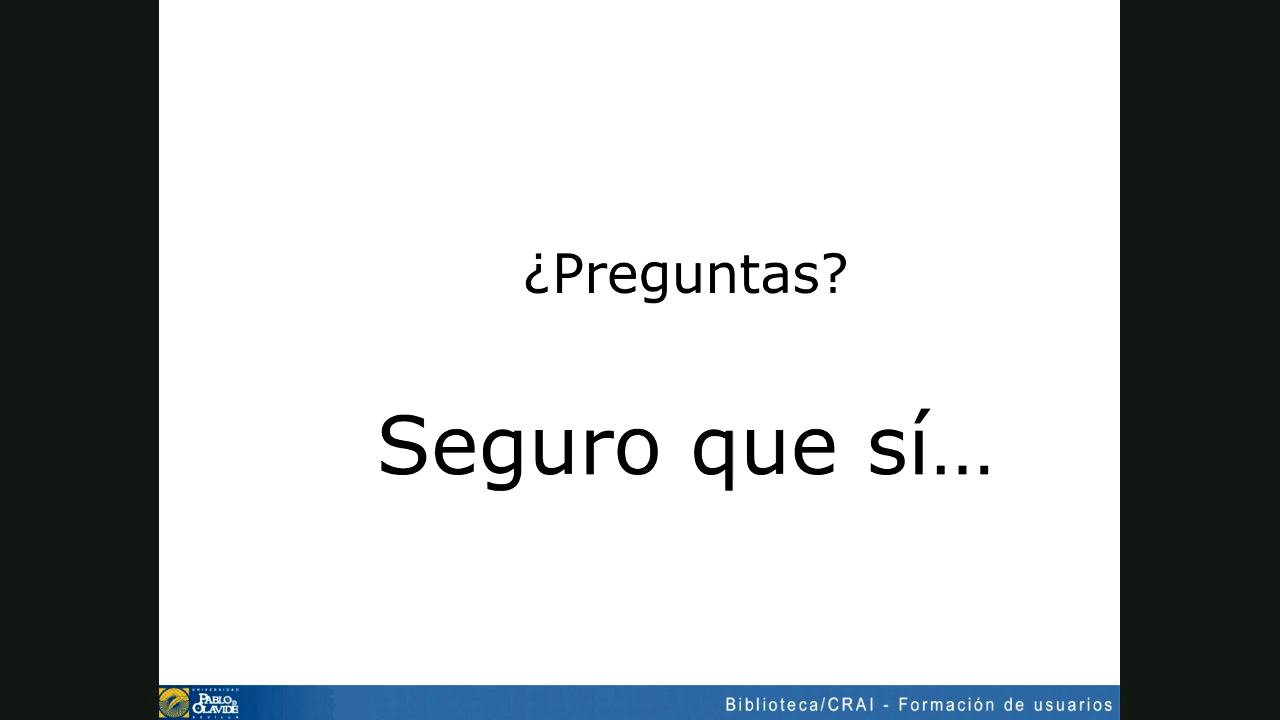 ¿Preguntas?
Seguro que sí...
UNIVERSIDAD
PABLO DE
OLAVIDE
SEVILLA
Biblioteca/CRAI - Formación de usuarios